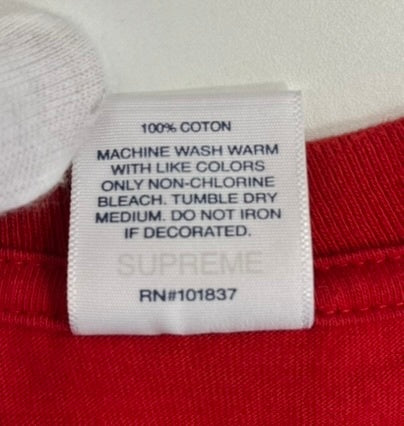 100% COTON
MACHINE WASH WARM
WITH LIKE COLORS
ONLY NON-CHLORINE
BLEACH. TUMBLE DRY
MEDIUM. DO NOT IRON
IF DECORATED.
SUPREME
RN#101837